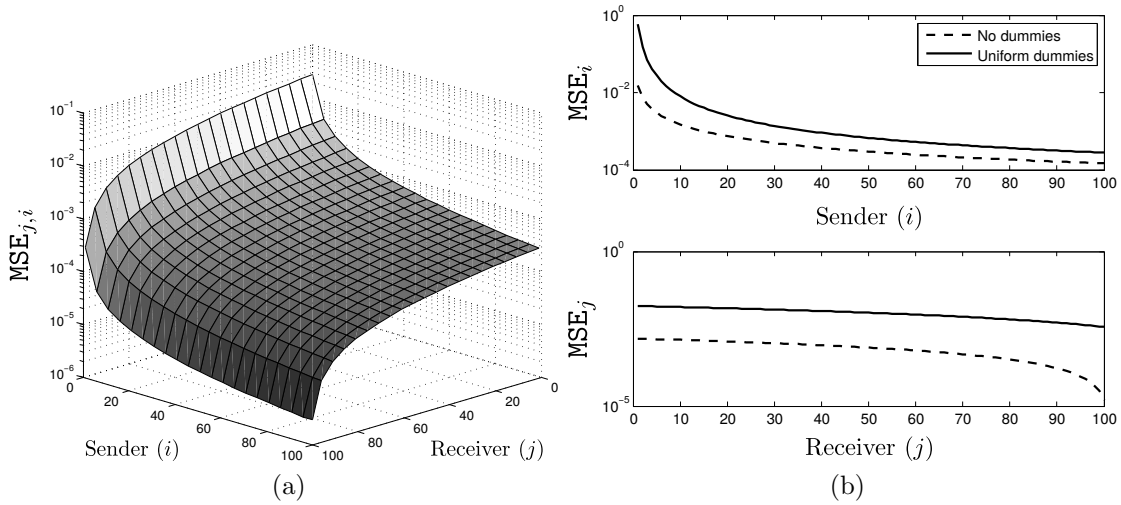 10^{-1}
10^{-2}
10^{-3}
10^{-4}
10^{-5}
10^{-6}
MSE_{j,i}
0
20
40
60
80
100
Sender (i)
100
80
60
40
20
0
Receiver (j)
(a)
10^0
10^{-2}
10^{-4}
MSE_i
No dummies
Uniform dummies
0 10 20 30 40 50 60 70 80 90 100
Sender (i)
10^0
10^{-5}
MSE_j
0 10 20 30 40 50 60 70 80 90 100
Receiver (j)
(b)